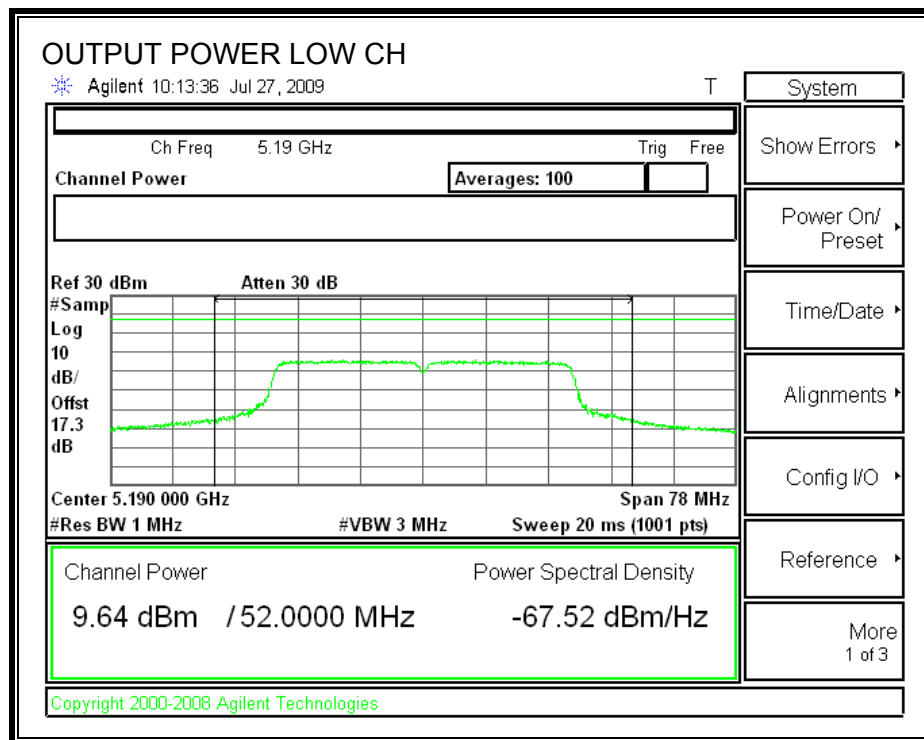 OUTPUT POWER LOW CH
Agilent 10:13:36 Jul 27, 2009 T
Ch Freq 5.19 GHz Trig Free
Channel Power Averages: 100
Ref 30 dBm Atten 30 dB
#Samp
Log
10
dB/
Offst
17.3
dB
Center 5.190 000 GHz Span 78 MHz
#Res BW 1 MHz #VBW 3 MHz Sweep 20 ms (1001 pts)
Channel Power Power Spectral Density
9.64 dBm / 52.0000 MHz -67.52 dBm/Hz
Copyright 2000-2008 Agilent Technologies
System
Show Errors
Power On/
Preset
Time/Date
Alignments
Config I/O
Reference
More
1 of 3